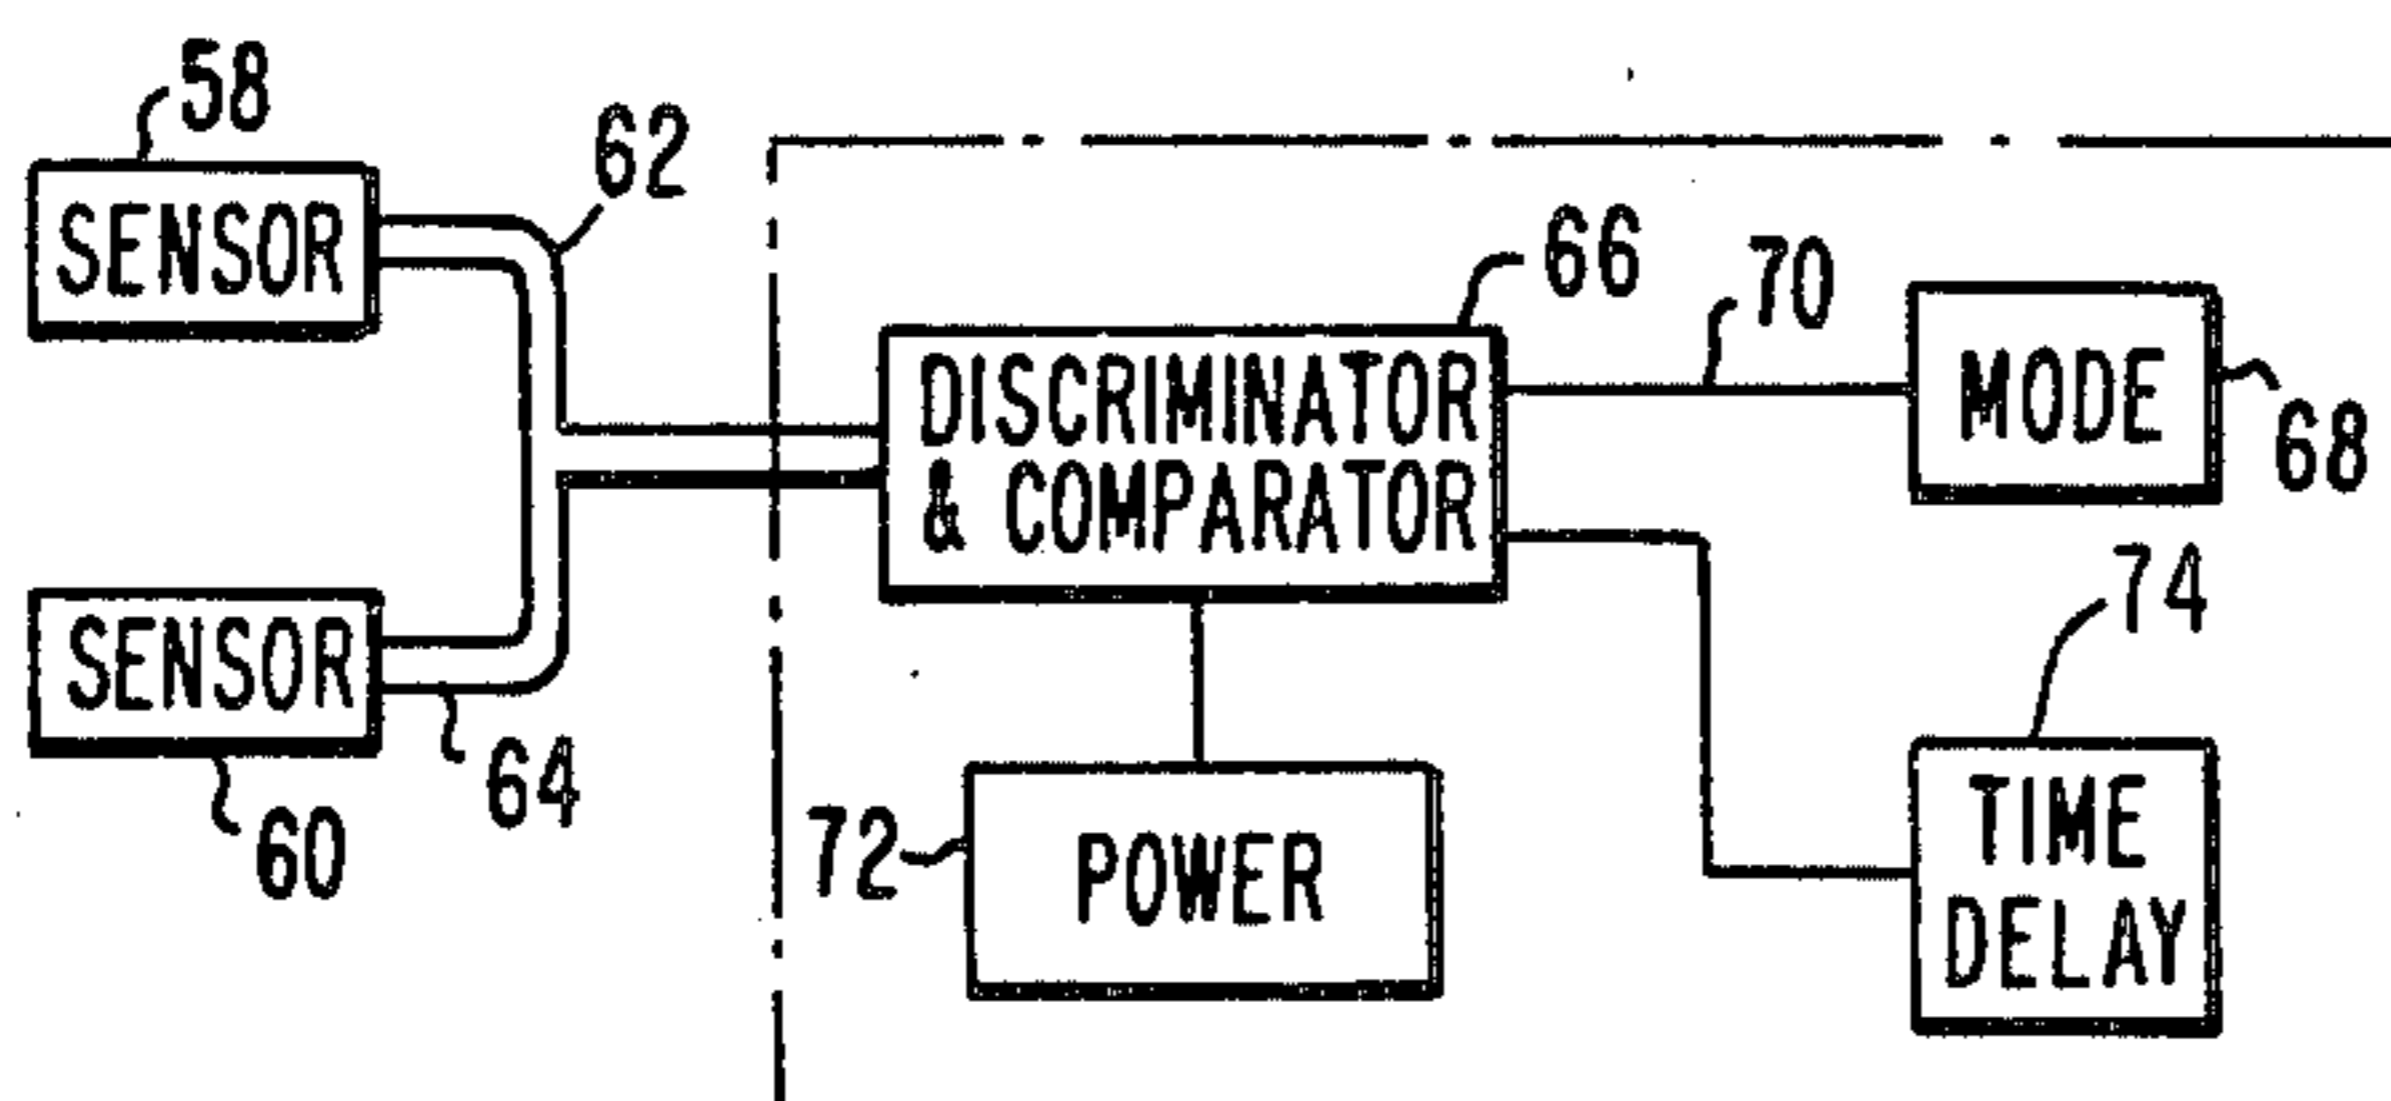 58
62
SENSOR
66
70
DISCRIMINATOR
& COMPARATOR
MODE
68
SENSOR
64
60
74
72
POWER
TIME
DELAY